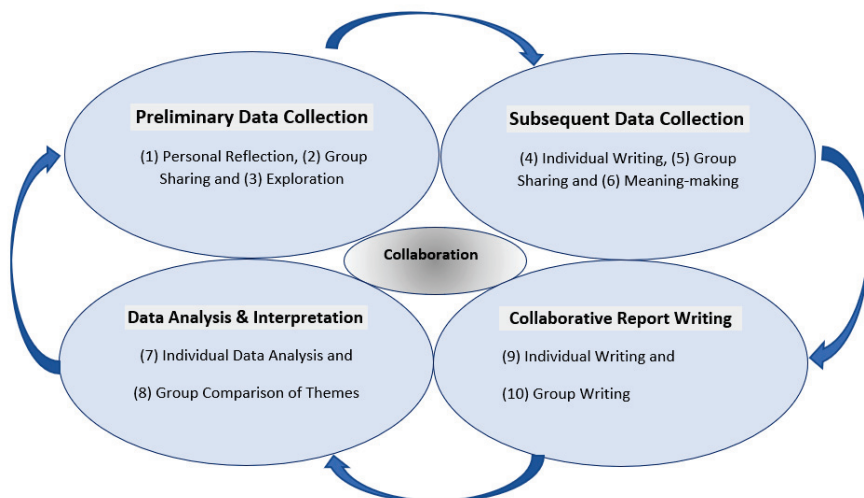 Preliminary Data Collection
(1) Personal Reflection, (2) Group
Sharing and (3) Exploration
Subsequent Data Collection
(4) Individual Writing, (5) Group
Sharing and (6) Meaning-making
Collaboration
Data Analysis & Interpretation
(7) Individual Data Analysis and
(8) Group Comparison of Themes
Collaborative Report Writing
(9) Individual Writing and
(10) Group Writing